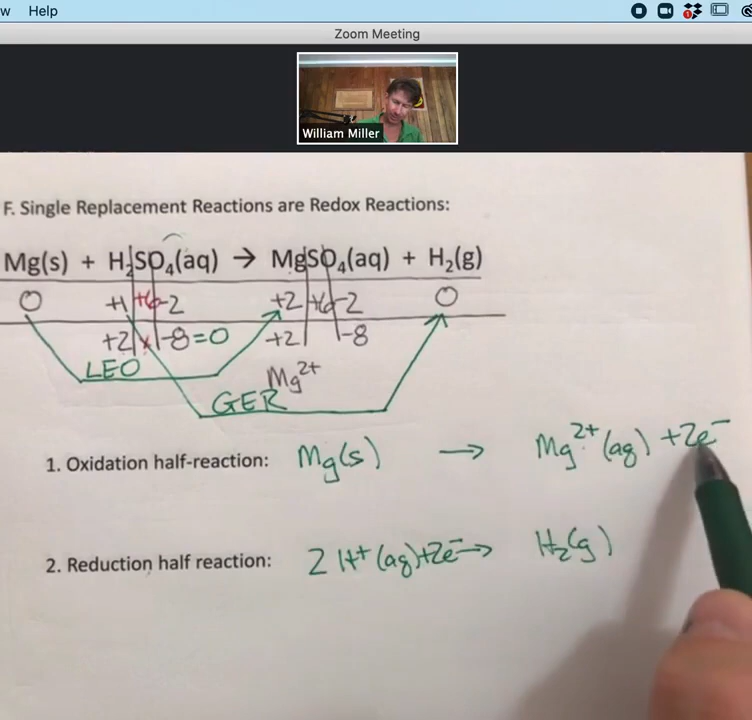 w Help
Zoom Meeting
William Miller
F. Single Replacement Reactions are Redox Reactions:
Mg(s) + H₂SO₄(aq) → MgSO₄(aq) + H₂(g)
0 +1 +6 -2 +2 +6 -2 0
+2 -8=0 +2 -8
LEO Mg²⁺
GER
1. Oxidation half-reaction: Mg(s) → Mg²⁺(aq) +2e⁻
2. Reduction half reaction: 2 H⁺(aq)+2e⁻→ H₂(g)